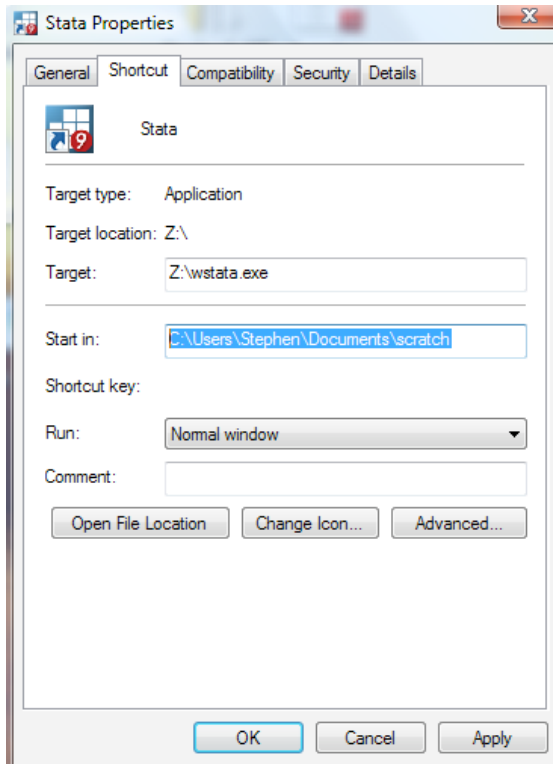 Stata Properties
General Shortcut Compatibility Security Details
9
Stata
Target type: Application
Target location: Z:\
Target: Z:\wstata.exe
Start in: C:\Users\Stephen\Documents\scratch
Shortcut key:
Run: Normal window
Comment:
Open File Location Change Icon... Advanced...
OK Cancel Apply